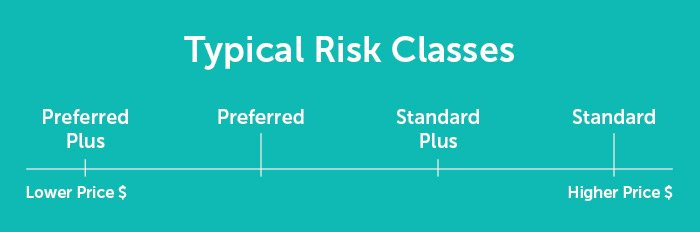 Typical Risk Classes
Preferred
Plus
Preferred
Standard
Plus
Standard
Lower Price $
Higher Price $